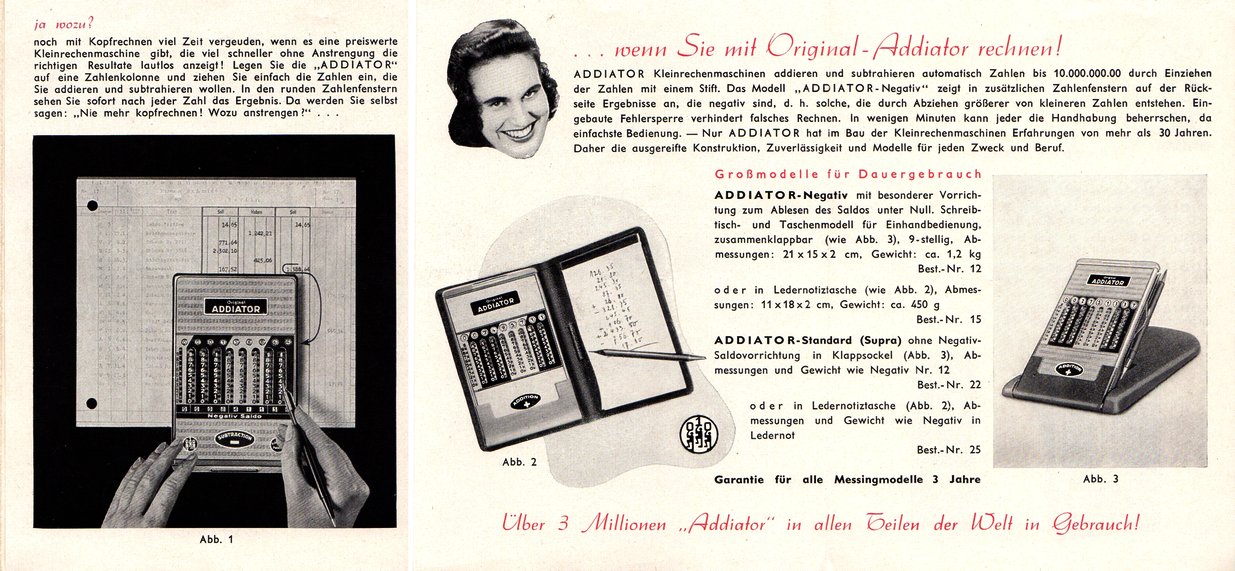 ja wozu?
noch mit Kopfrechnen viel Zeit vergeuden, wenn es eine preiswerte
Kleinrechenmaschine gibt, die viel schneller ohne Anstrengung die
richtigen Resultate lautlos anzeigt! Legen Sie die „ADDIATOR“
auf eine Zahlenkolonne und ziehen Sie einfach die Zahlen ein, die
Sie addieren und subtrahieren wollen. In den runden Zahlenfenstern
sehen Sie sofort nach jeder Zahl das Ergebnis. Da werden Sie selbst
sagen: „Nie mehr kopfrechnen! Wozu anstrengen?“ . . .
Original
ADDIATOR
Negativ Saldo
SUBTRACTION
Abb. 1
. . . wenn Sie mit Original-Addiator rechnen!
ADDIATOR Kleinrechenmaschinen addieren und subtrahieren automatisch Zahlen bis 10.000.000.00 durch Einziehen
der Zahlen mit einem Stift. Das Modell „ADDIATOR-Negativ“ zeigt in zusätzlichen Zahlenfenstern auf der Rück-
seite Ergebnisse an, die negativ sind, d. h. solche, die durch Abziehen größerer von kleineren Zahlen entstehen. Ein-
gebaute Fehlersperre verhindert falsches Rechnen. In wenigen Minuten kann jeder die Handhabung beherrschen, da
einfachste Bedienung. — Nur ADDIATOR hat im Bau der Kleinrechenmaschinen Erfahrungen von mehr als 30 Jahren.
Daher die ausgereifte Konstruktion, Zuverlässigkeit und Modelle für jeden Zweck und Beruf.
Original
ADDIATOR
ADDITION
Abb. 2
Großmodelle für Dauergebrauch
ADDIATOR-Negativ mit besonderer Vorrich-
tung zum Ablesen des Saldos unter Null. Schreib-
tisch- und Taschenmodell für Einhandbedienung,
zusammenklappbar (wie Abb. 3), 9-stellig, Ab-
messungen: 21 x 15 x 2 cm, Gewicht: ca. 1,2 kg
Best.-Nr. 12
oder in Ledernotiztasche (wie Abb. 2), Abmes-
sungen: 11 x 18 x 2 cm, Gewicht: ca. 450 g
Best.-Nr. 15
ADDIATOR-Standard (Supra) ohne Negativ-
Saldovorrichtung in Klappsockel (Abb. 3), Ab-
messungen und Gewicht wie Negativ Nr. 12
Best.-Nr. 22
oder in Ledernotiztasche (Abb. 2), Ab-
messungen und Gewicht wie Negativ in
Ledernot
Best.-Nr. 25
Garantie für alle Messingmodelle 3 Jahre
Original
ADDIATOR
ADDITION
Abb. 3
Über 3 Millionen „Addiator“ in allen Teilen der Welt in Gebrauch!